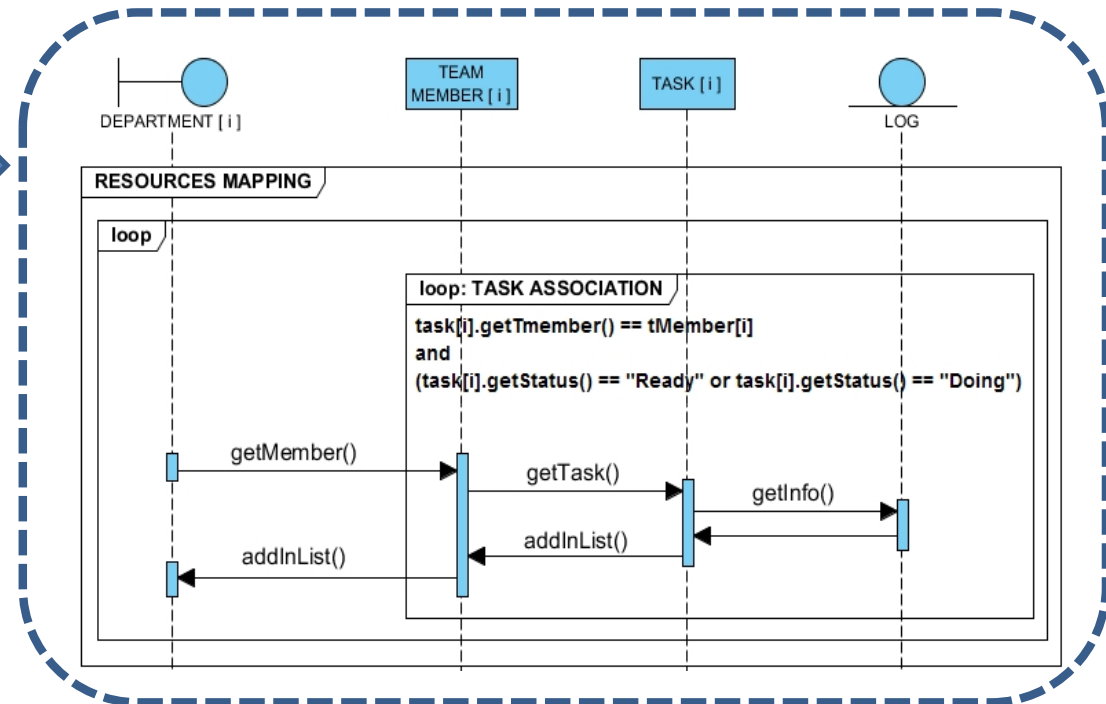 TEAM
MEMBER [ i ]
TASK [ i ]
DEPARTMENT [ i ]
LOG
RESOURCES MAPPING
loop
loop: TASK ASSOCIATION
task[i].getTmember() == tMember[i]
and
(task[i].getStatus() == "Ready" or task[i].getStatus() == "Doing")
getMember()
getTask()
getInfo()
addInList()
addInList()